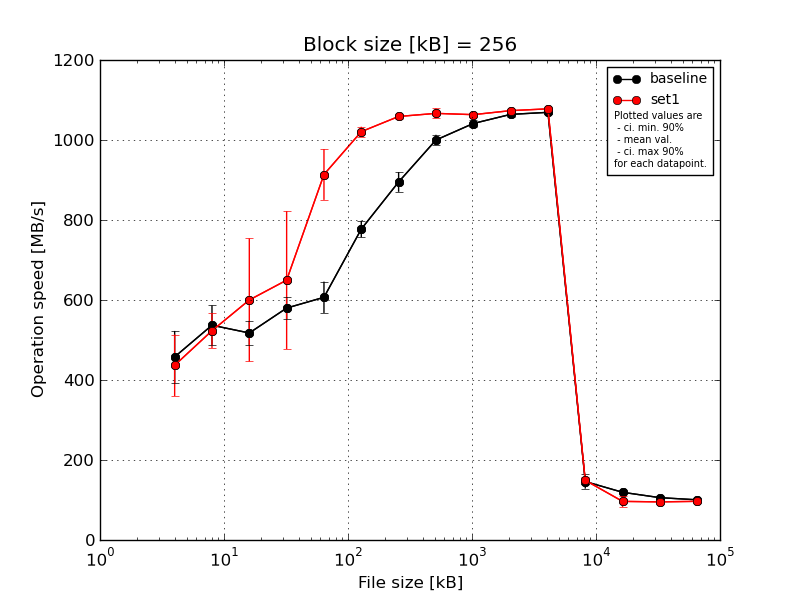 Block size [kB] = 256
1200
1000
800
600
400
200
0
Operation speed [MB/s]
10⁰ 10¹ 10² 10³ 10⁴ 10⁵
File size [kB]
baseline
set1
Plotted values are
- ci. min. 90%
- mean val.
- ci. max 90%
for each datapoint.